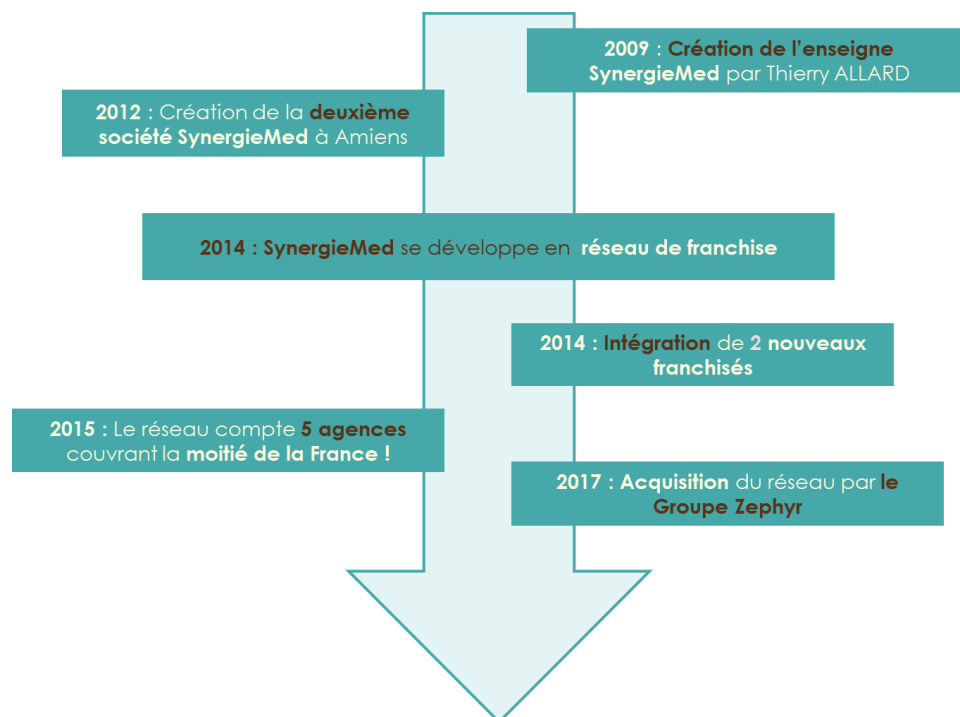 2009 : Création de l'enseigne
SynergieMed par Thierry ALLARD
2012 : Création de la deuxième
société SynergieMed à Amiens
2014 : SynergieMed se développe en réseau de franchise
2014 : Intégration de 2 nouveaux
franchisés
2015 : Le réseau compte 5 agences
couvrant la moitié de la France !
2017 : Acquisition du réseau par le
Groupe Zephyr